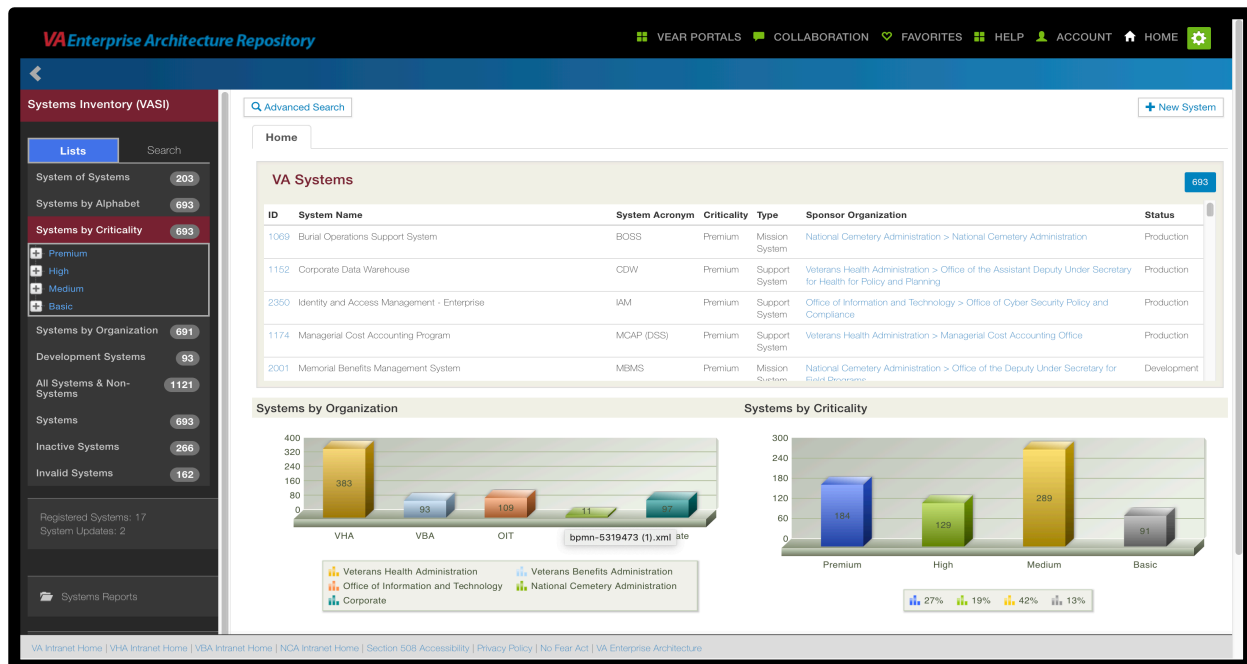 VA Enterprise Architecture Repository
VEAR PORTALS COLLABORATION FAVORITES HELP ACCOUNT HOME
Systems Inventory (VASI)
Lists Search
System of Systems 203
Systems by Alphabet 693
Systems by Criticality 693
Premium
High
Medium
Basic
Systems by Organization 691
Development Systems 93
All Systems & Non-
Systems 1121
Systems 693
Inactive Systems 266
Invalid Systems 162
Registered Systems: 17
System Updates: 2
Systems Reports
Advanced Search
New System
Home
VA Systems 693
ID System Name System Acronym Criticality Type Sponsor Organization Status
1069 Burial Operations Support System BOSS Premium Mission National Cemetery Administration > National Cemetery Administration Production
System
1152 Corporate Data Warehouse CDW Premium Support Veterans Health Administration > Office of the Assistant Deputy Under Secretary Production
System for Health for Policy and Planning
2350 Identity and Access Management - Enterprise IAM Premium Support Office of Information and Technology > Office of Cyber Security Policy and Production
System Compliance
1174 Managerial Cost Accounting Program MCAP (DSS) Premium Support Veterans Health Administration > Managerial Cost Accounting Office Production
System
2001 Memorial Benefits Management System MBMS Premium Mission National Cemetery Administration > Office of the Deputy Under Secretary for Development
System Field Programs
Systems by Organization
400
320
240
160
80
0
383
93
109
11
97
VHA VBA OIT
bpmn-5319473 (1).xml ate
Veterans Health Administration Veterans Benefits Administration
Office of Information and Technology National Cemetery Administration
Corporate
Systems by Criticality
300
240
180
120
60
0
184
129
289
91
Premium High Medium Basic
27% 19% 42% 13%
VA Intranet Home | VHA Intranet Home | VBA Intranet Home | NCA Intranet Home | Section 508 Accessibility | Privacy Policy | No Fear Act | VA Enterprise Architecture